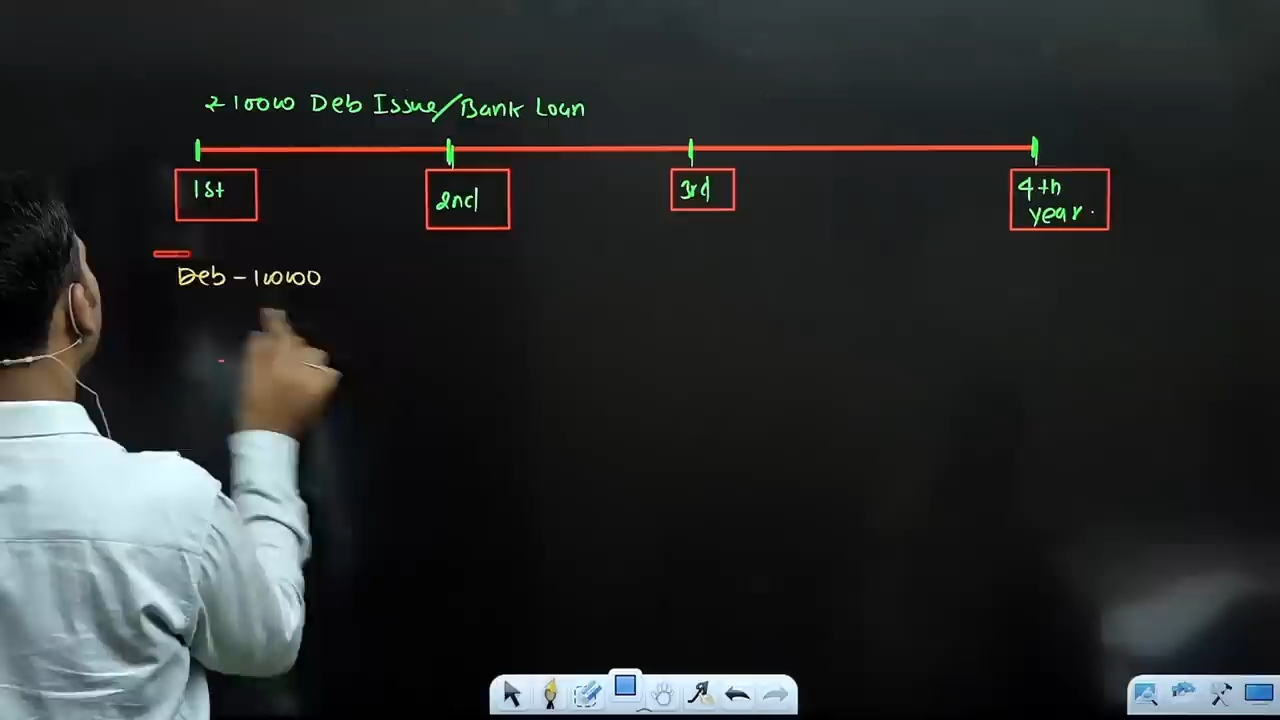 ₹ 10000 Deb Issue/Bank Loan
1st
2nd
3rd
4th
year.
Deb - 10000